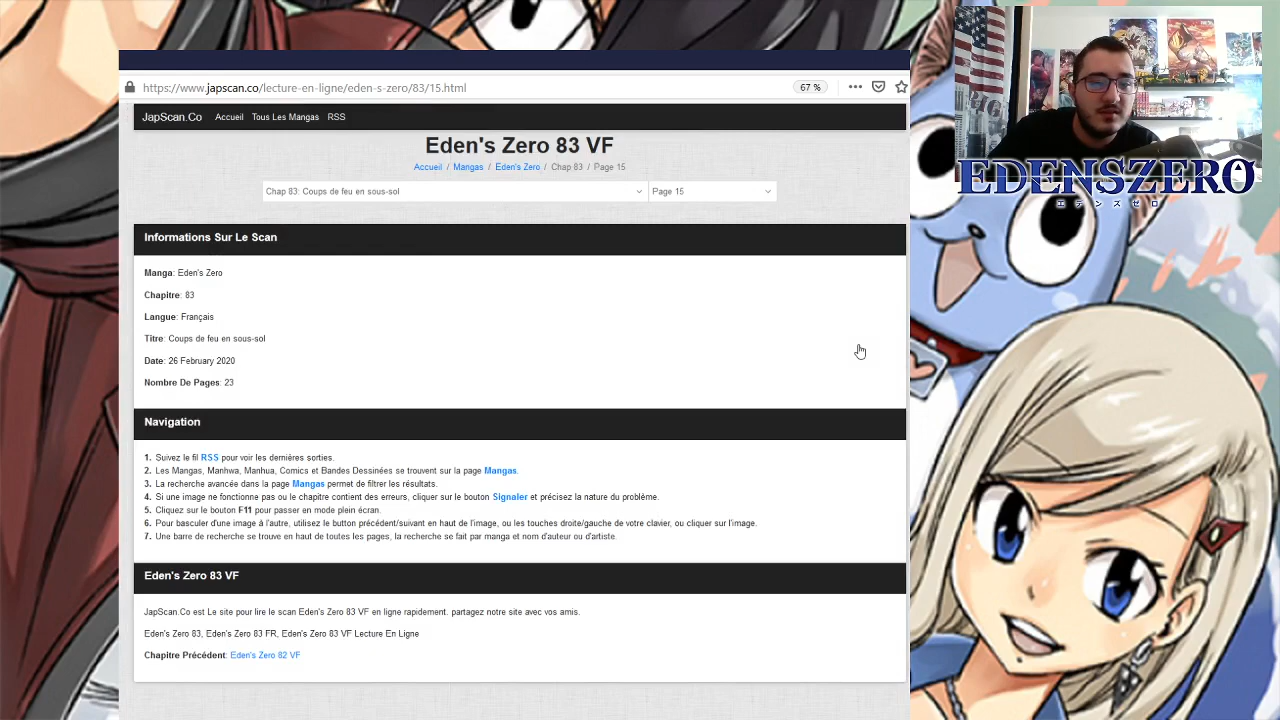 https://www.japscan.co/lecture-en-ligne/eden-s-zero/83/15.html
67 %
JapScan.Co Accueil Tous Les Mangas RSS
Eden's Zero 83 VF
Accueil / Mangas / Eden's Zero / Chap 83 / Page 15
Chap 83: Coups de feu en sous-sol
Page 15
EDENSZERO
エデンズゼロ
Informations Sur Le Scan
Manga: Eden's Zero
Chapitre: 83
Langue: Français
Titre: Coups de feu en sous-sol
Date: 26 February 2020
Nombre De Pages: 23
Navigation
1. Suivez le fil RSS pour voir les dernières sorties.
2. Les Mangas, Manhwa, Manhua, Comics et Bandes Dessinées se trouvent sur la page Mangas.
3. La recherche avancée dans la page Mangas permet de filtrer les résultats.
4. Si une image ne fonctionne pas ou le chapitre contient des erreurs, cliquer sur le bouton Signaler et précisez la nature du problème.
5. Cliquez sur le bouton F11 pour passer en mode plein écran.
6. Pour basculer d'une image à l'autre, utilisez le button précédent/suivant en haut de l'image, ou les touches droite/gauche de votre clavier, ou cliquer sur l'image.
7. Une barre de recherche se trouve en haut de toutes les pages, la recherche se fait par manga et nom d'auteur ou d'artiste.
Eden's Zero 83 VF
JapScan.Co est Le site pour lire le scan Eden's Zero 83 VF en ligne rapidement. partagez notre site avec vos amis.
Eden's Zero 83, Eden's Zero 83 FR, Eden's Zero 83 VF Lecture En Ligne
Chapitre Précédent: Eden's Zero 82 VF